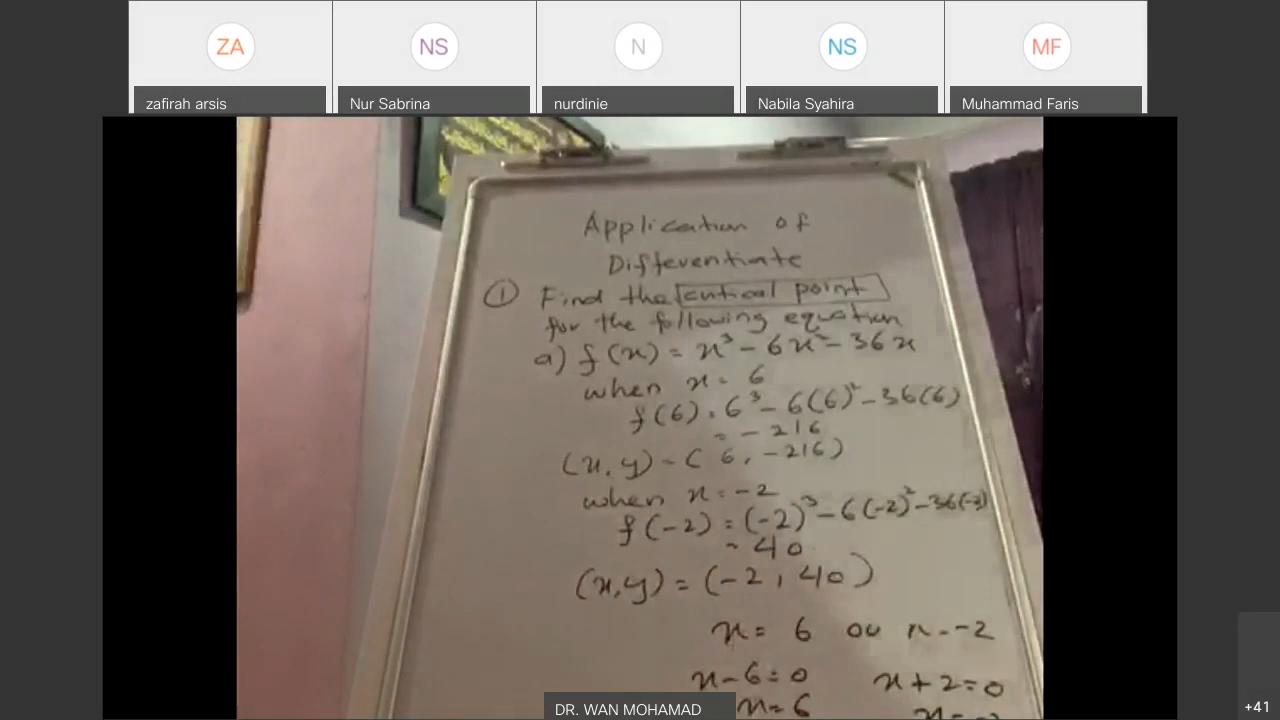 ZA
NS
N
NS
MF
zafirah arsis
Nur Sabrina
nurdinie
Nabila Syahira
Muhammad Faris
Application of
Differentiate
① Find the critical point
for the following equation
a) f(x) = x³ - 6x² - 36x
when x = 6
f(6) = 6³ - 6(6)² - 36(6)
= - 216
(x, y) = (6, -216)
when x = -2
f(-2) = (-2)³ - 6(-2)² - 36(-2)
= 40
(x, y) = (-2, 40)
x = 6 or x = -2
x - 6 = 0 x + 2 = 0
x = 6 x = -2
DR. WAN MOHAMAD
+41